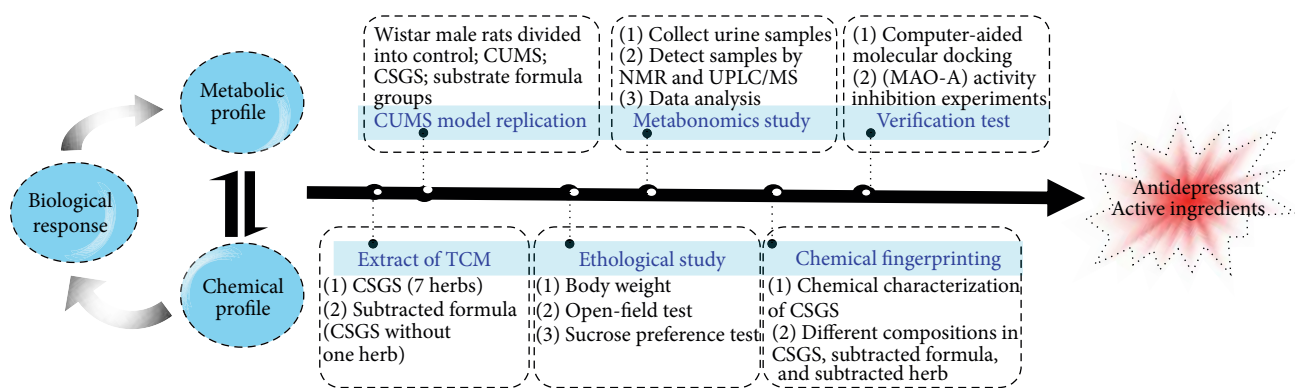 Metabolic
profile
Biological
response
Chemical
profile
Wistar male rats divided
into control; CUMS;
CSGS; substrate formula
groups
CUMS model replication
(1) Collect urine samples
(2) Detect samples by
NMR and UPLC/MS
(3) Data analysis
Metabonomics study
(1) Computer-aided
molecular docking
(2) (MAO-A) activity
inhibition experiments
Verification test
Extract of TCM
(1) CSGS (7 herbs)
(2) Subtracted formula
(CSGS without
one herb)
Ethological study
(1) Body weight
(2) Open-field test
(3) Sucrose preference test
Chemical fingerprinting
(1) Chemical characterization
of CSGS
(2) Different compositions in
CSGS, subtracted formula,
and subtracted herb
Antidepressant
Active ingredients